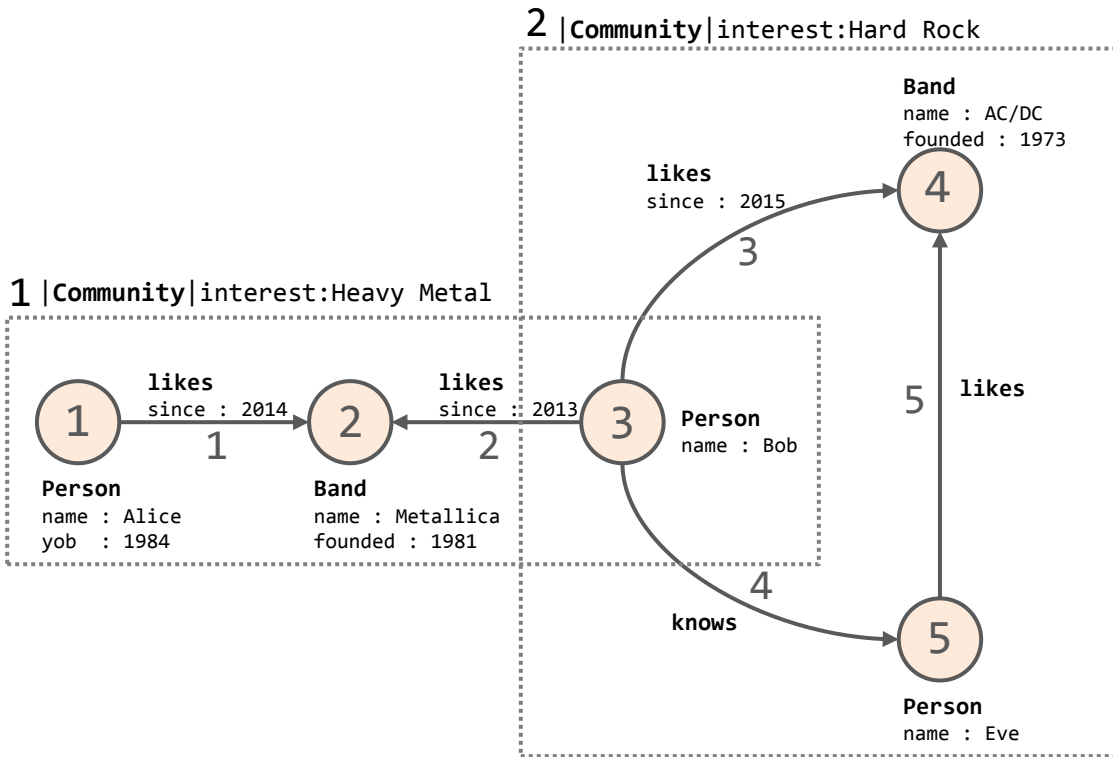 2 |Community|interest:Hard Rock
Band
name : AC/DC
founded : 1973
4
likes
since : 2015
3
1 |Community|interest:Heavy Metal
likes
since : 2014
1
1
2
likes
since : 2013
2
3
Person
name : Bob
5
likes
Person
name : Alice
yob  : 1984
Band
name : Metallica
founded : 1981
4
knows
5
Person
name : Eve